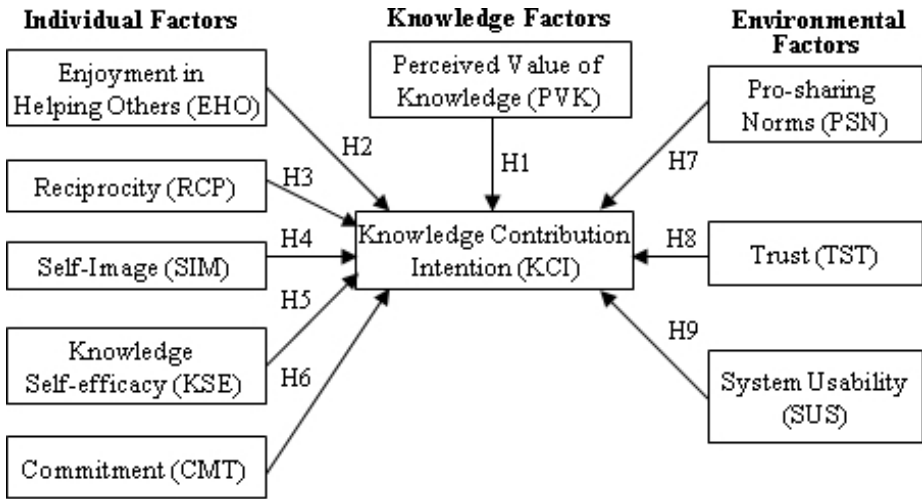 Individual Factors
Enjoyment in
Helping Others (EHO)
H2
Reciprocity (RCP)
H3
Self-Image (SIM)
H4
Knowledge
Self-efficacy (KSE)
H5
Commitment (CMT)
H6
Knowledge Factors
Perceived Value of
Knowledge (PVK)
H1
Knowledge Contribution
Intention (KCI)
Environmental
Factors
Pro-sharing
Norms (PSN)
H7
Trust (TST)
H8
System Usability
(SUS)
H9